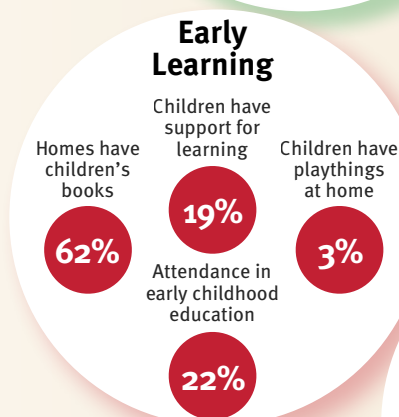 Early
Learning
Children have
support for
learning
19%
Homes have
children's
books
62%
Children have
playthings
at home
3%
Attendance in
early childhood
education
22%